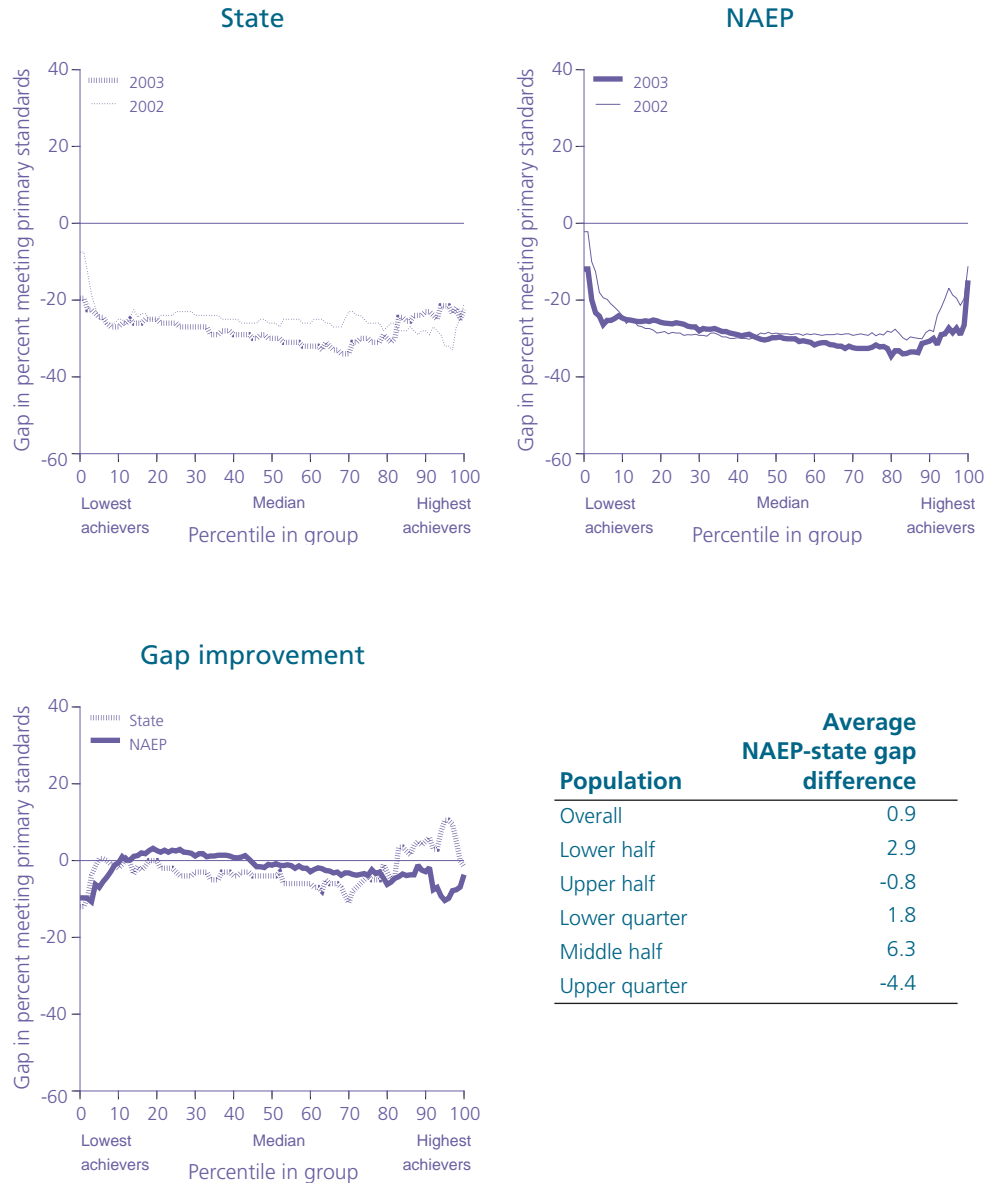 State
Gap in percent meeting primary standards
40
20
0
-20
-40
-60
2003
2002
0 10 20 30 40 50 60 70 80 90 100
Lowest achievers
Median
Highest achievers
Percentile in group
NAEP
Gap in percent meeting primary standards
40
20
0
-20
-40
-60
2003
2002
0 10 20 30 40 50 60 70 80 90 100
Lowest achievers
Median
Highest achievers
Percentile in group
Gap improvement
Gap in percent meeting primary standards
40
20
0
-20
-40
-60
State
NAEP
0 10 20 30 40 50 60 70 80 90 100
Lowest achievers
Median
Highest achievers
Percentile in group
Average
NAEP-state gap
Population difference
Overall 0.9
Lower half 2.9
Upper half -0.8
Lower quarter 1.8
Middle half 6.3
Upper quarter -4.4